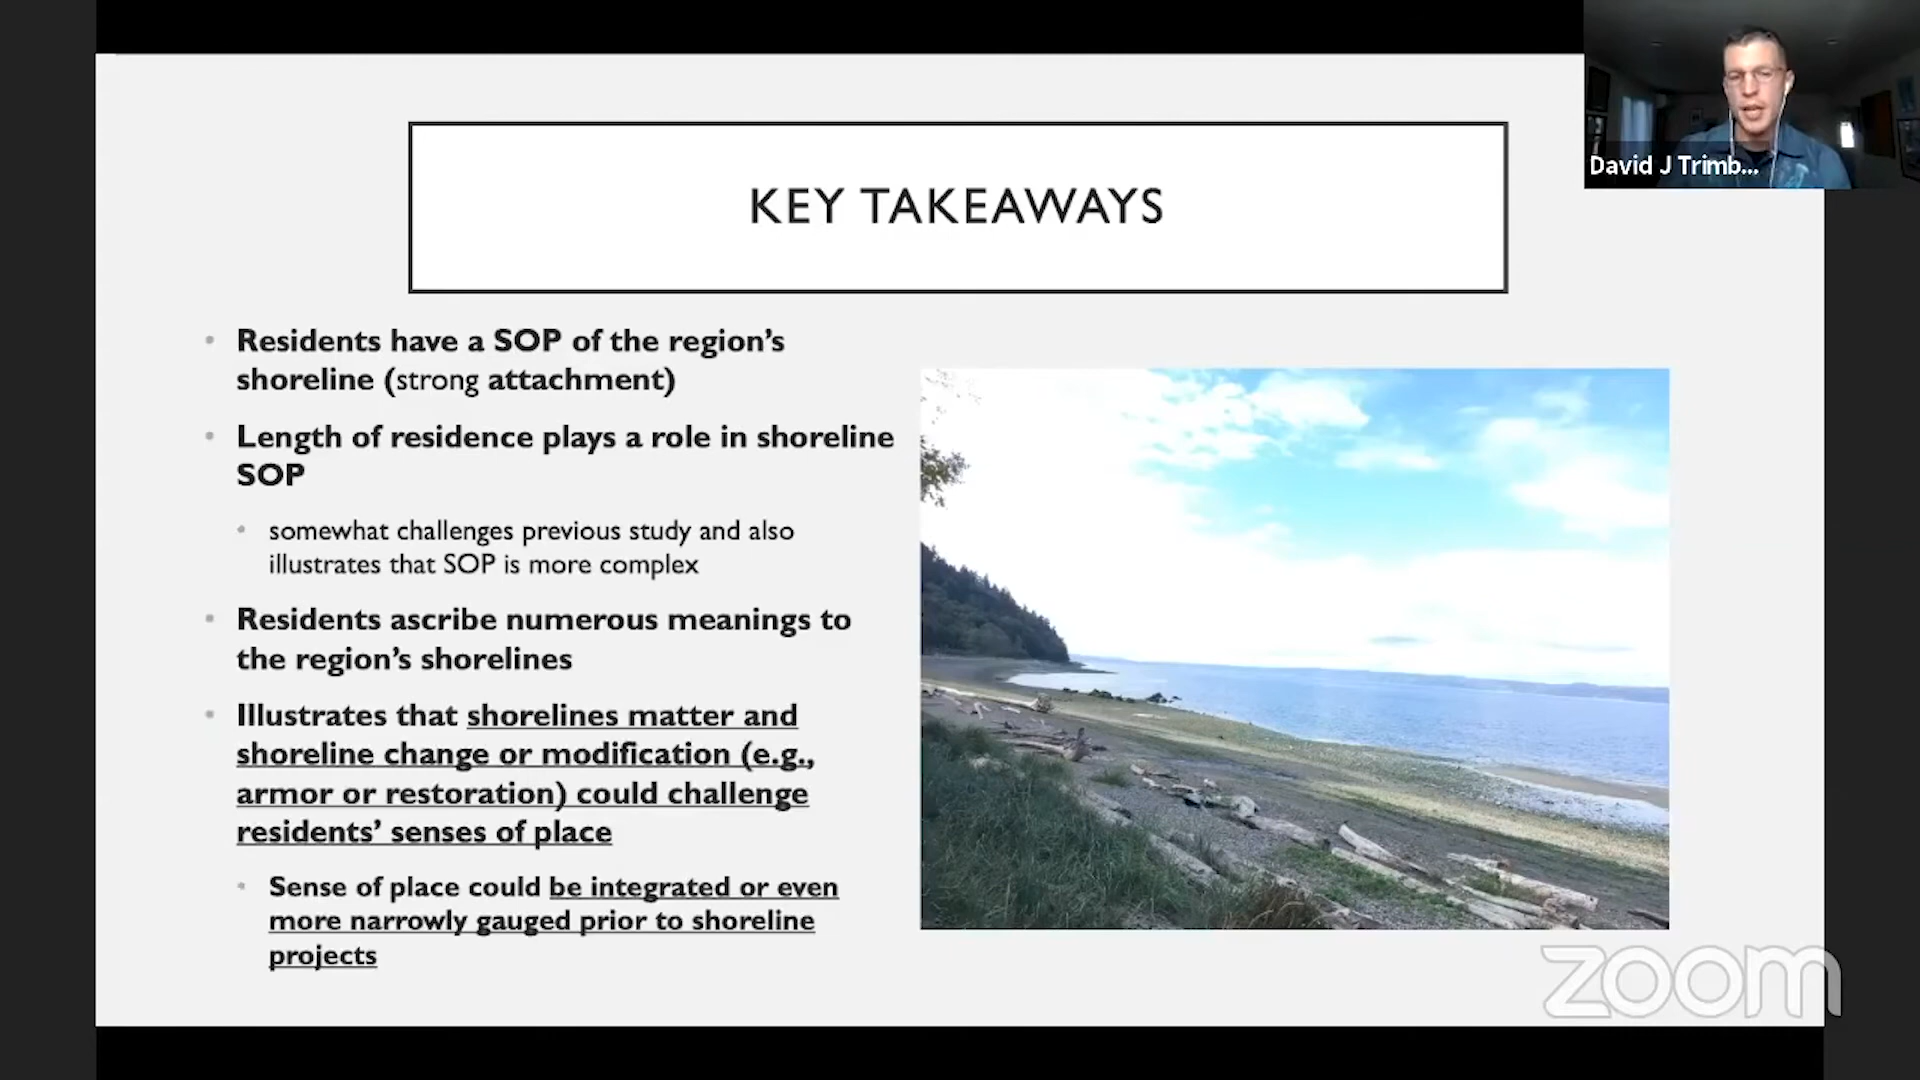 David J Trimb...
KEY TAKEAWAYS
• Residents have a SOP of the region's
shoreline (strong attachment)
• Length of residence plays a role in shoreline
SOP
• somewhat challenges previous study and also
illustrates that SOP is more complex
• Residents ascribe numerous meanings to
the region's shorelines
• Illustrates that shorelines matter and
shoreline change or modification (e.g.,
armor or restoration) could challenge
residents' senses of place
• Sense of place could be integrated or even
more narrowly gauged prior to shoreline
projects
zoom